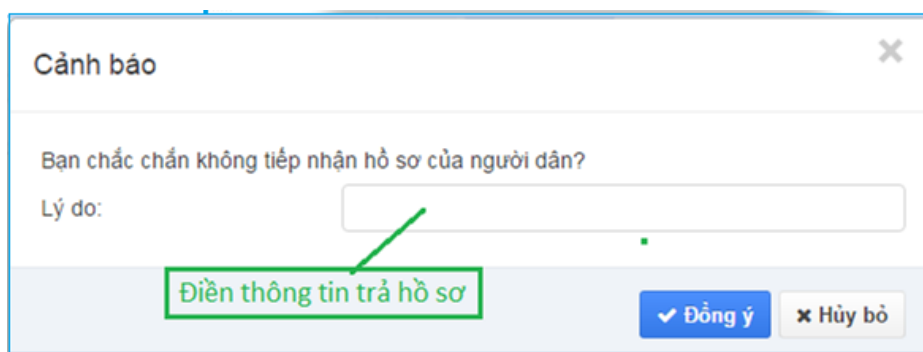 Cảnh báo
Bạn chắc chắn không tiếp nhận hồ sơ của người dân?
Lý do:
Điền thông tin trả hồ sơ
Đồng ý
Hủy bỏ